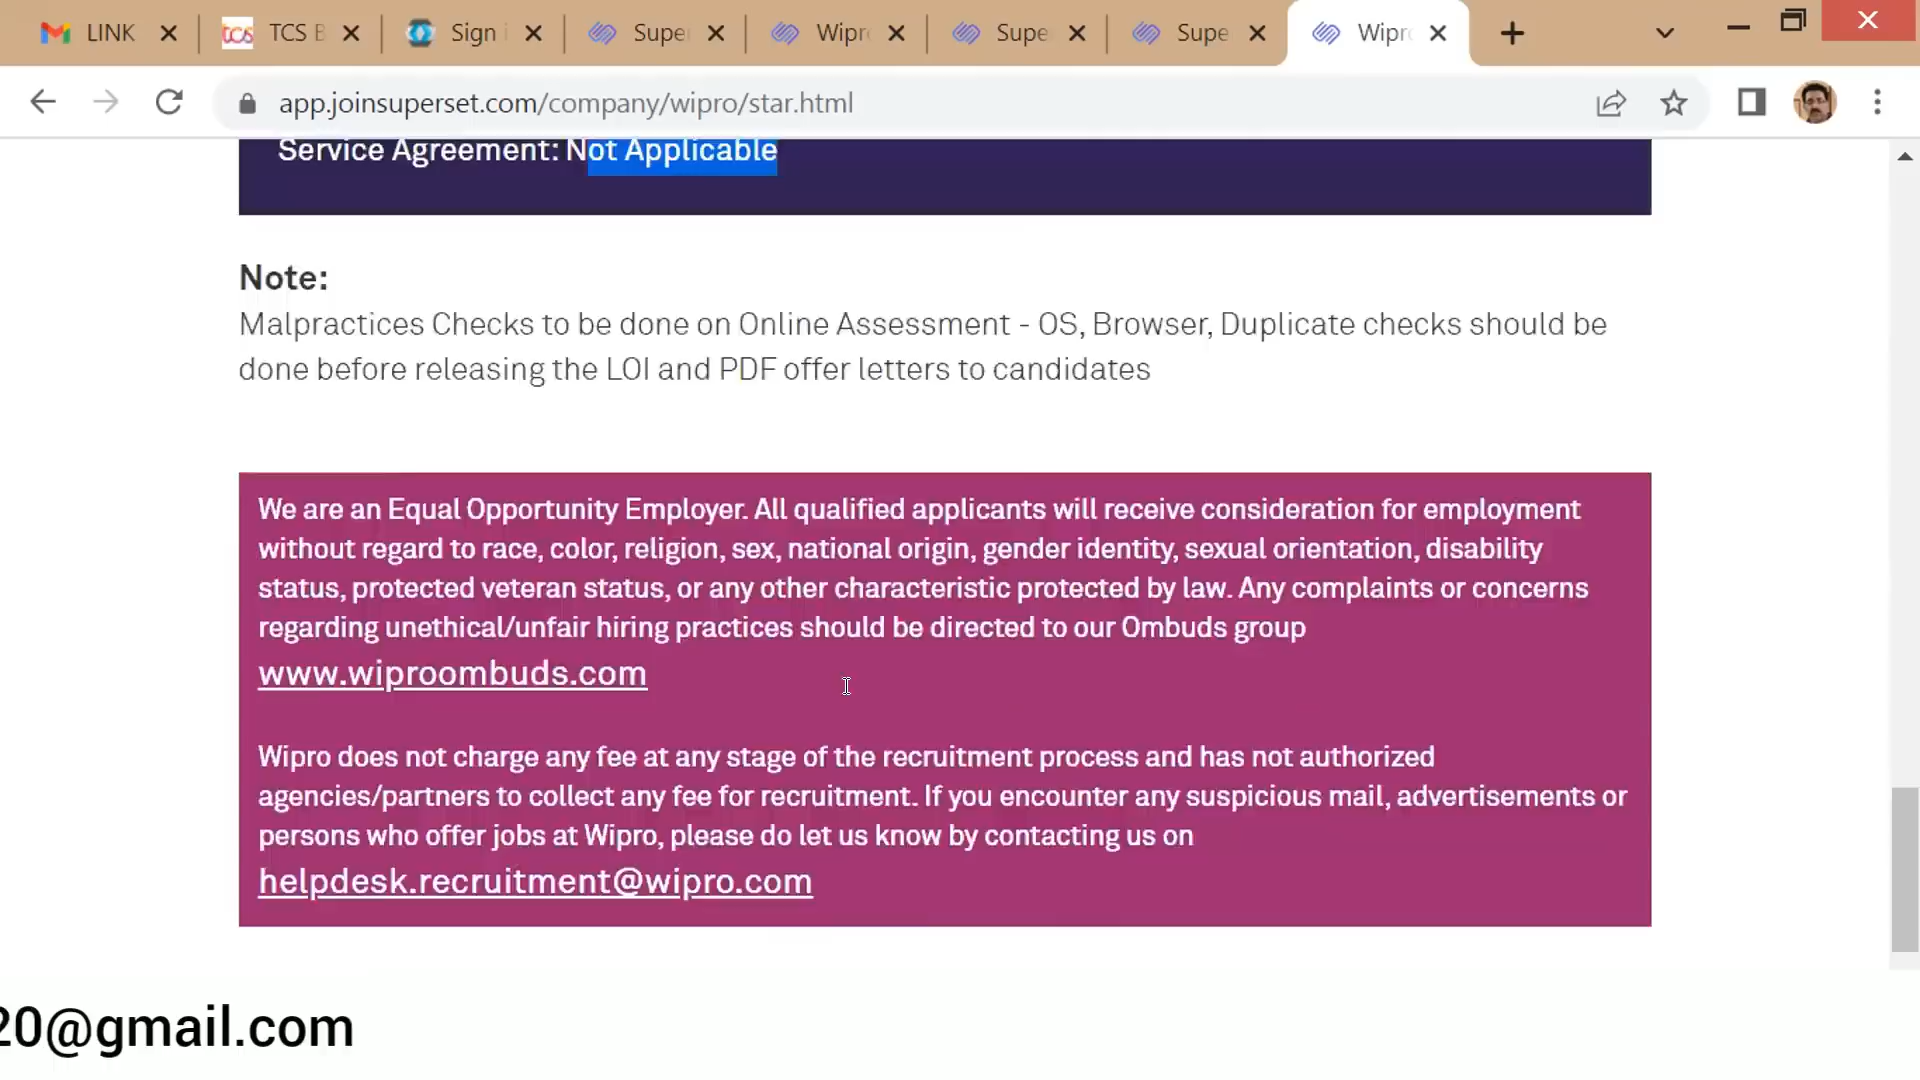 LINK TCS B Sign i Super Wipr Supe Supe Wipr
app.joinsuperset.com/company/wipro/star.html
Service Agreement: Not Applicable
Note:
Malpractices Checks to be done on Online Assessment - OS, Browser, Duplicate checks should be
done before releasing the LOI and PDF offer letters to candidates
We are an Equal Opportunity Employer. All qualified applicants will receive consideration for employment
without regard to race, color, religion, sex, national origin, gender identity, sexual orientation, disability
status, protected veteran status, or any other characteristic protected by law. Any complaints or concerns
regarding unethical/unfair hiring practices should be directed to our Ombuds group
www.wiproombuds.com
Wipro does not charge any fee at any stage of the recruitment process and has not authorized
agencies/partners to collect any fee for recruitment. If you encounter any suspicious mail, advertisements or
persons who offer jobs at Wipro, please do let us know by contacting us on
helpdesk.recruitment@wipro.com
20@gmail.com